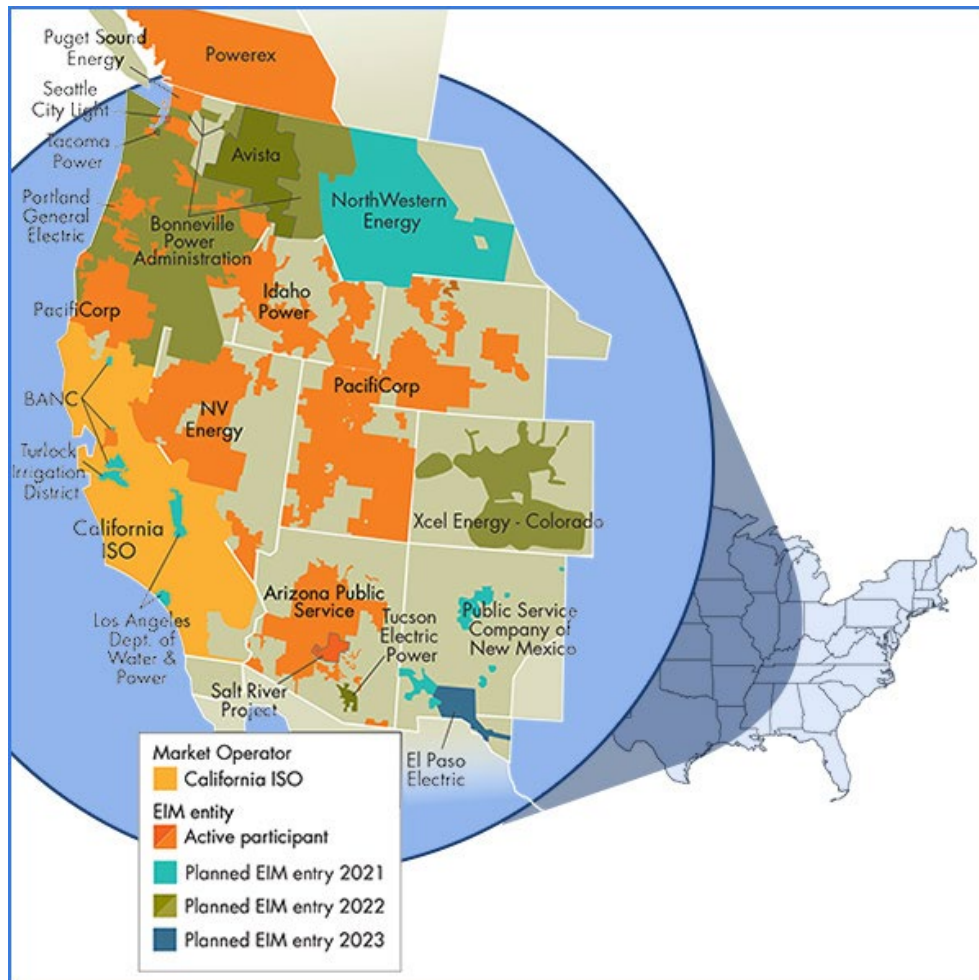 Puget Sound
Energy
Powerex
Seattle
City Light
Tacoma
Power
Avista
Portland
General
Electric
NorthWestern
Energy
Bonneville
Power
Administration
PacifiCorp
Idaho
Power
BANC
NV
Energy
PacifiCorp
Turlock
Irrigation
District
Xcel Energy - Colorado
California
ISO
Los Angeles
Dept. of
Water &
Power
Arizona Public
Service
Tucson
Electric
Power
Public Service
Company of
New Mexico
Salt River
Project
El Paso
Electric
Market Operator
California ISO
EIM entity
Active participant
Planned EIM entry 2021
Planned EIM entry 2022
Planned EIM entry 2023